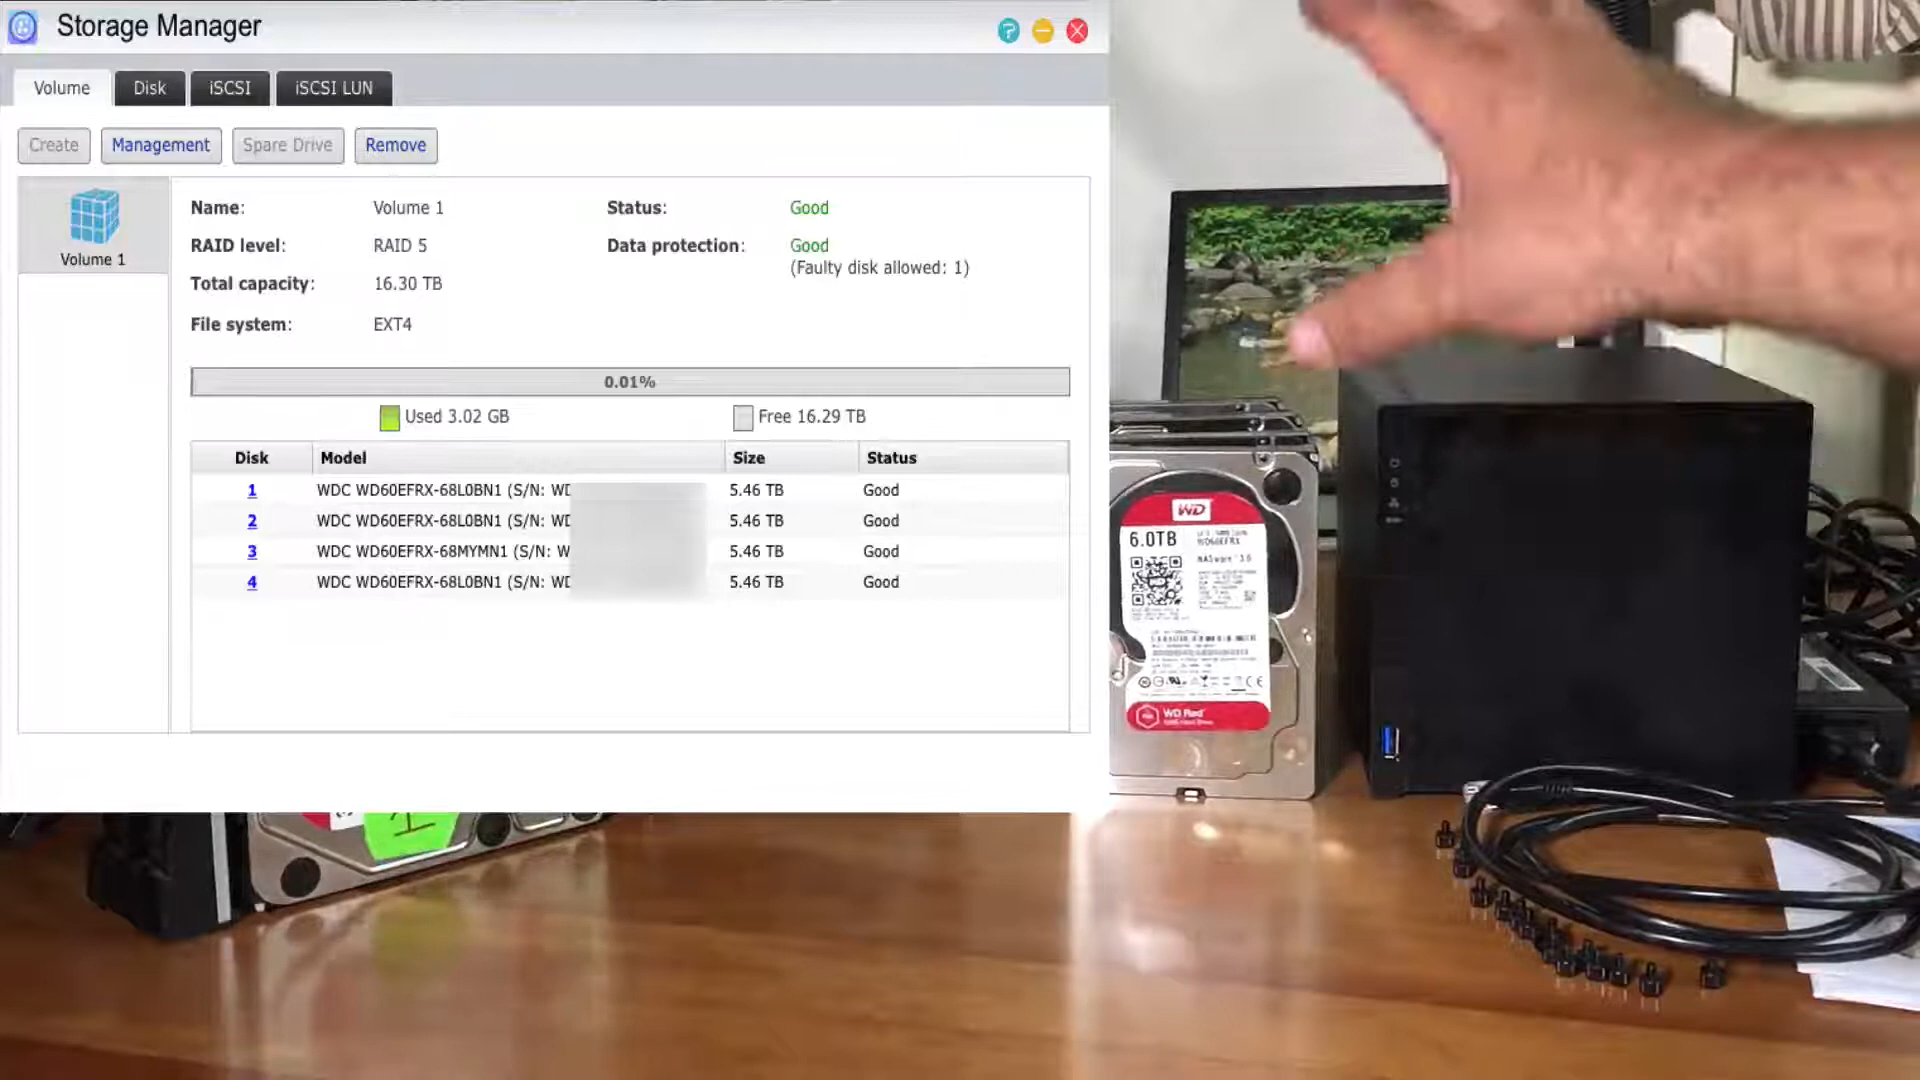 Storage Manager
Volume
Disk
iSCSI
iSCSI LUN
Create
Management
Spare Drive
Remove
Volume 1
Name: Volume 1
Status: Good
RAID level: RAID 5
Data protection: Good
(Faulty disk allowed: 1)
Total capacity: 16.30 TB
File system: EXT4
0.01%
Used 3.02 GB
Free 16.29 TB
Disk Model Size Status
1 WDC WD60EFRX-68L0BN1 (S/N: WD 5.46 TB Good
2 WDC WD60EFRX-68L0BN1 (S/N: WD 5.46 TB Good
3 WDC WD60EFRX-68MYMN1 (S/N: W 5.46 TB Good
4 WDC WD60EFRX-68L0BN1 (S/N: WD 5.46 TB Good
WD
6.0TB
WD60EFRX
NASware 3.0
WD Red